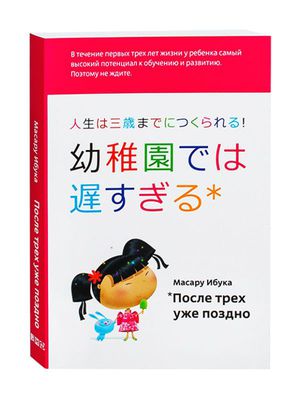 В течение первых трех лет жизни у ребенка самый
высокий потенциал к обучению и развитию.
Поэтому не ждите.
人生は三歳までにつくられる!
幼稚園では
遅すぎる*
Масару Ибука
*После трех
уже поздно
Масару Ибука
После трех уже поздно